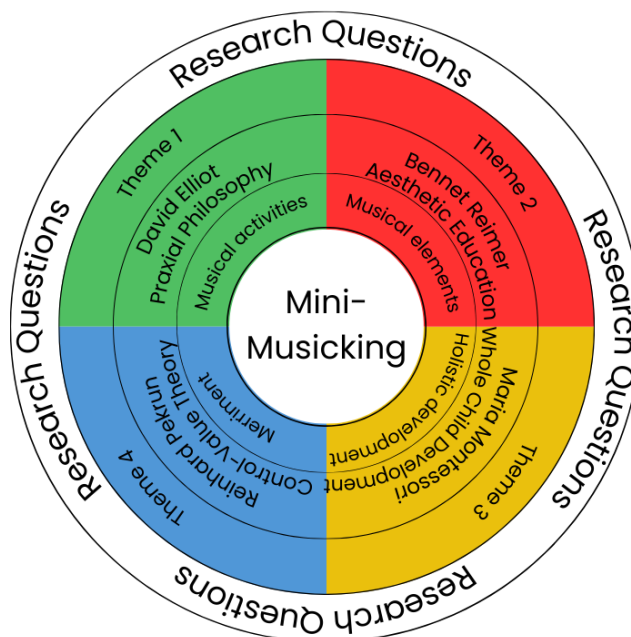 Research Questions
Research Questions
Research Questions
Research Questions
Theme 1
David Elliot
Praxial Philosophy
Musical activities
Theme 2
Bennet Reimer
Aesthetic Education
Musical elements
Theme 3
Maria Montessori
Whole Child Development
Holistic development
Theme 4
Reinhard Pekrun
Control-Value Theory
Merriment
Mini-
Musicking